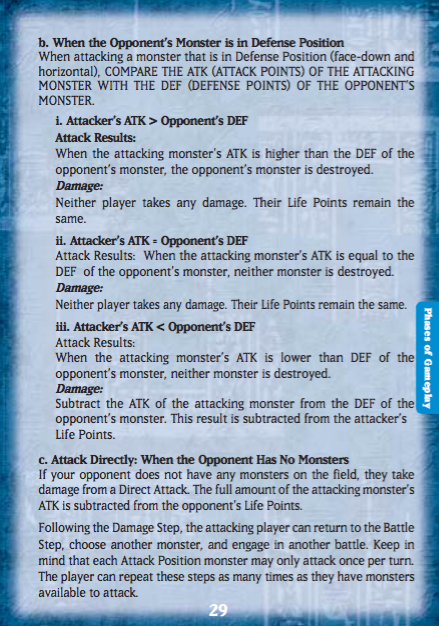 b. When the Opponent's Monster is in Defense Position
When attacking a monster that is in Defense Position (face-down and
horizontal), COMPARE THE ATK (ATTACK POINTS) OF THE ATTACKING
MONSTER WITH THE DEF (DEFENSE POINTS) OF THE OPPONENT'S
MONSTER.
i. Attacker's ATK > Opponent's DEF
Attack Results:
When the attacking monster's ATK is higher than the DEF of the
opponent's monster, the opponent's monster is destroyed.
Damage:
Neither player takes any damage. Their Life Points remain the
same.
ii. Attacker's ATK = Opponent's DEF
Attack Results: When the attacking monster's ATK is equal to the
DEF of the opponent's monster, neither monster is destroyed.
Damage:
Neither player takes any damage. Their Life Points remain the same.
iii. Attacker's ATK < Opponent's DEF
Attack Results:
When the attacking monster's ATK is lower than DEF of the
opponent's monster, neither monster is destroyed.
Damage:
Subtract the ATK of the attacking monster from the DEF of the
opponent's monster. This result is subtracted from the attacker's
Life Points.
c. Attack Directly: When the Opponent Has No Monsters
If your opponent does not have any monsters on the field, they take
damage from a Direct Attack. The full amount of the attacking monster's
ATK is subtracted from the opponent's Life Points.
Following the Damage Step, the attacking player can return to the Battle
Step, choose another monster, and engage in another battle. Keep in
mind that each Attack Position monster may only attack once per turn.
The player can repeat these steps as many times as they have monsters
available to attack.
Phases of Gameplay
29